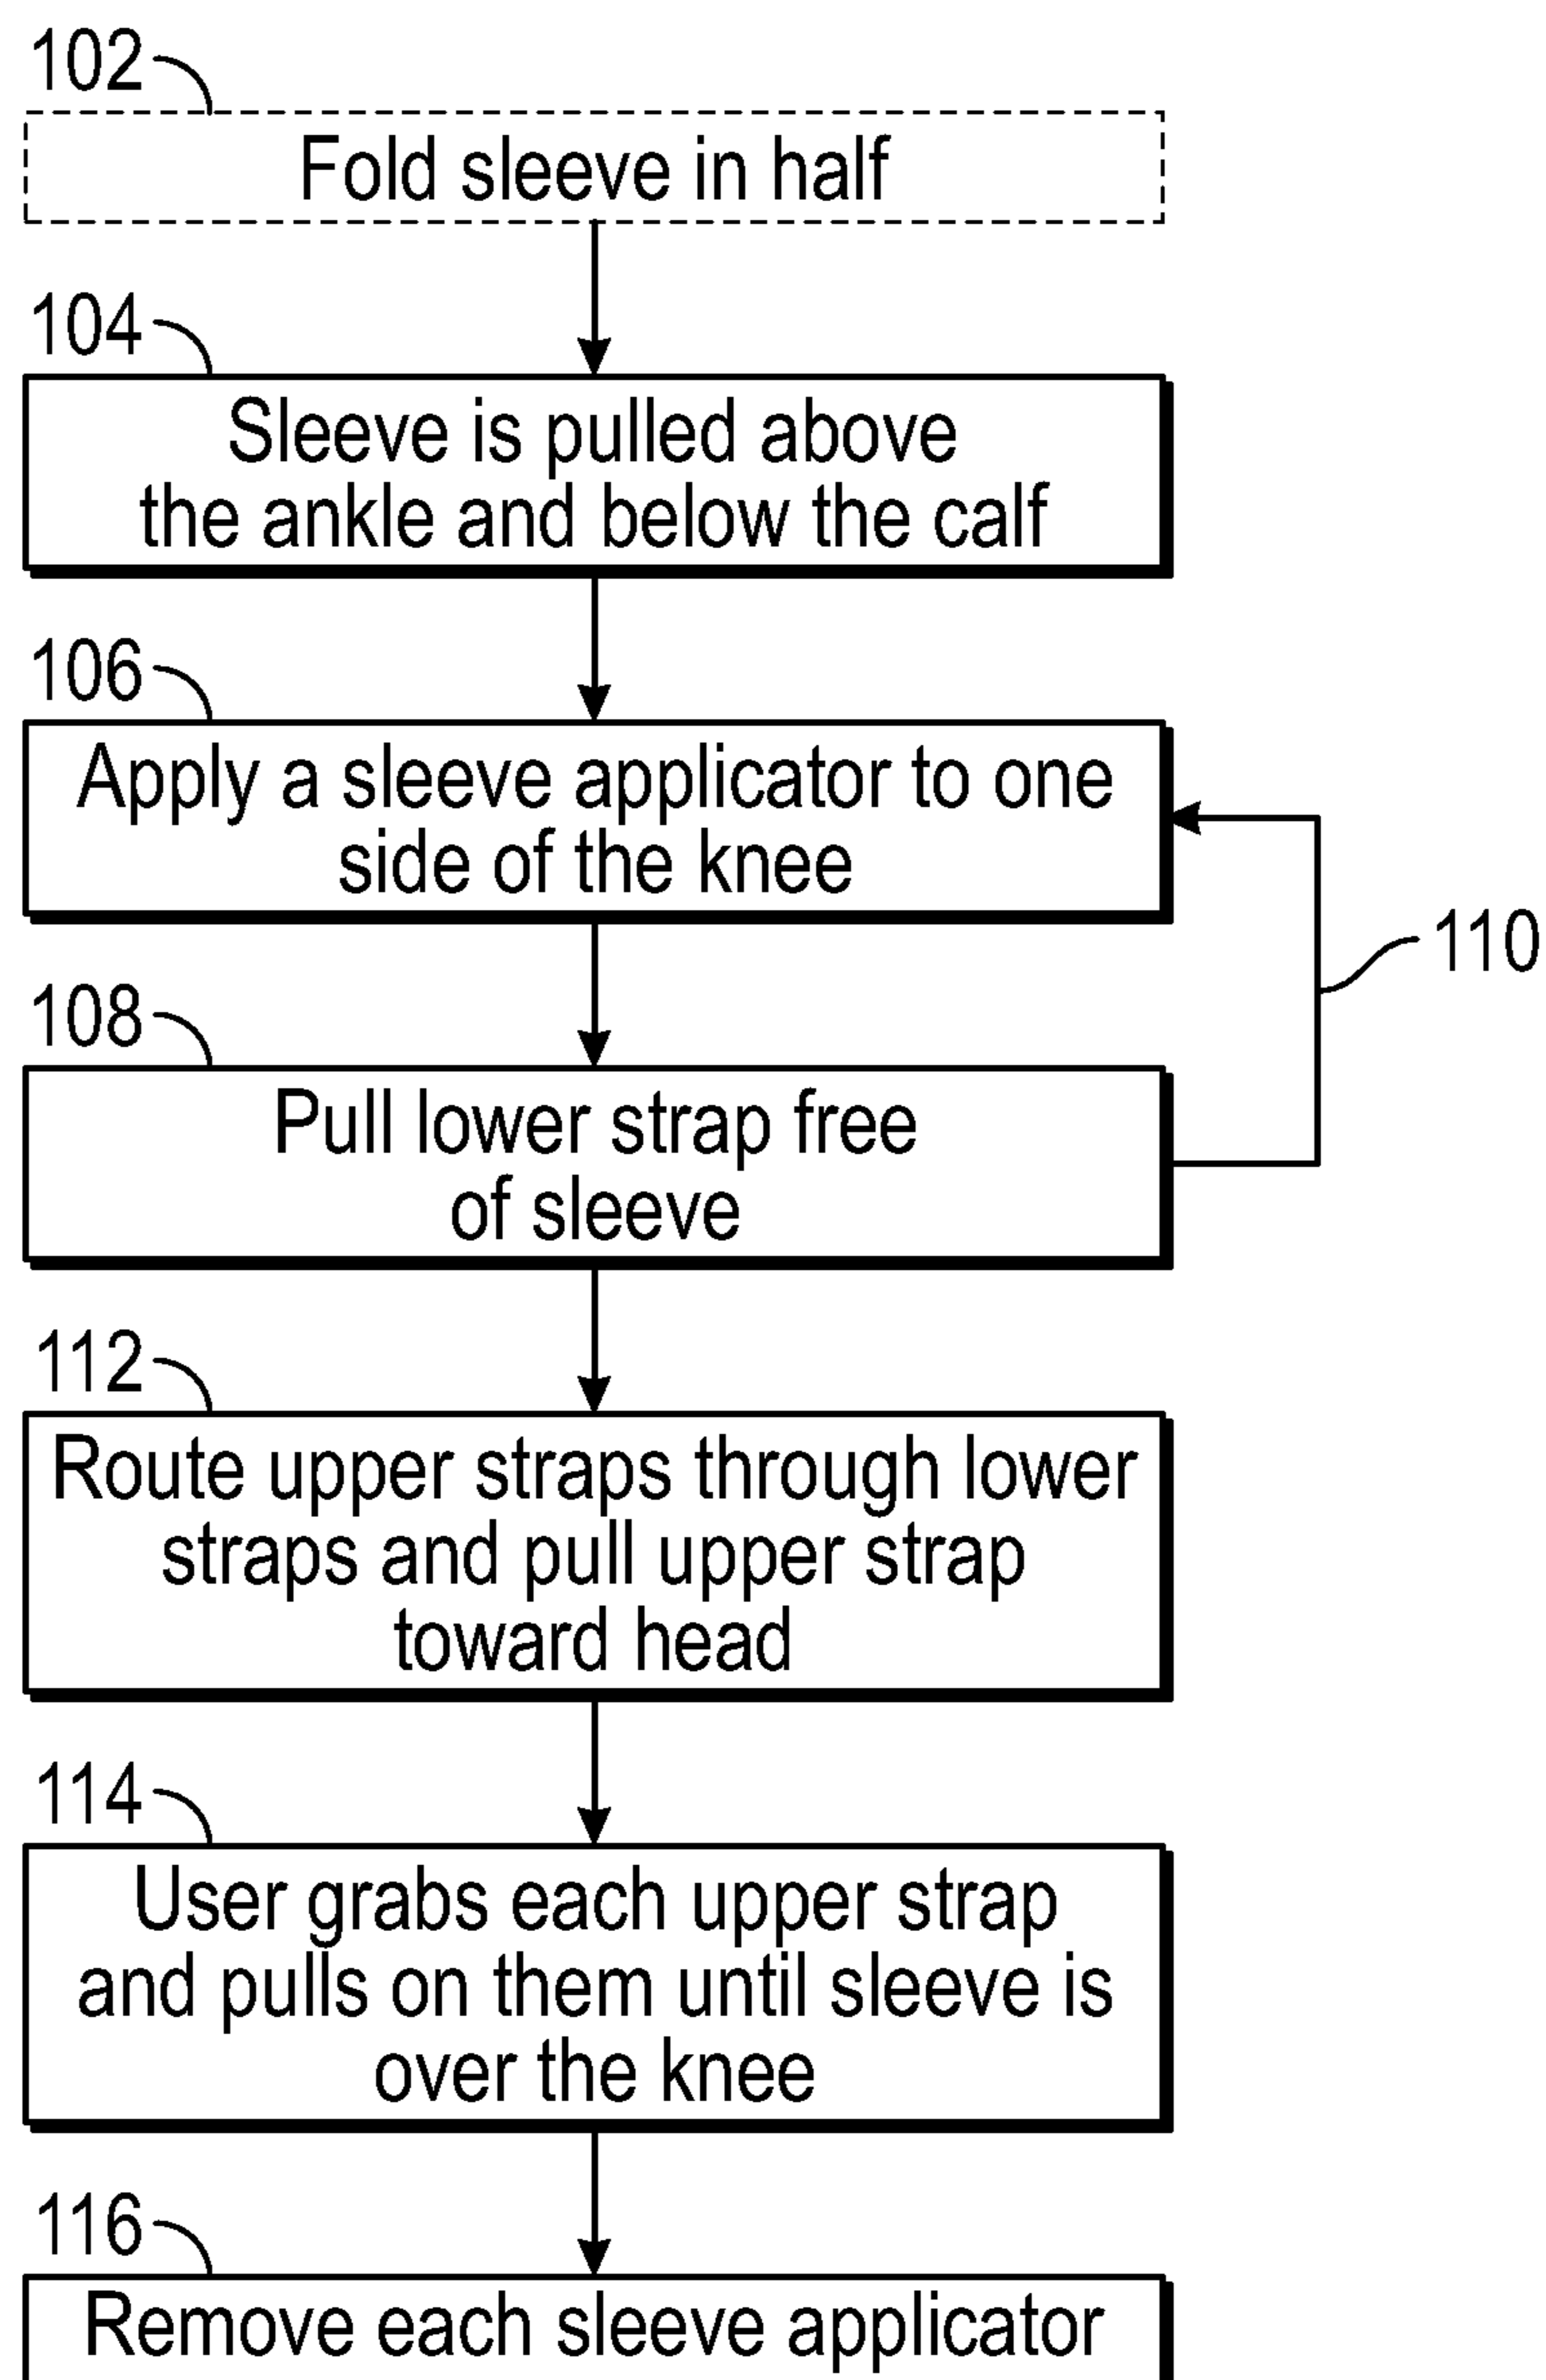 102
Fold sleeve in half
104
Sleeve is pulled above
the ankle and below the calf
106
Apply a sleeve applicator to one
side of the knee
110
108
Pull lower strap free
of sleeve
112
Route upper straps through lower
straps and pull upper strap
toward head
114
User grabs each upper strap
and pulls on them until sleeve is
over the knee
116
Remove each sleeve applicator